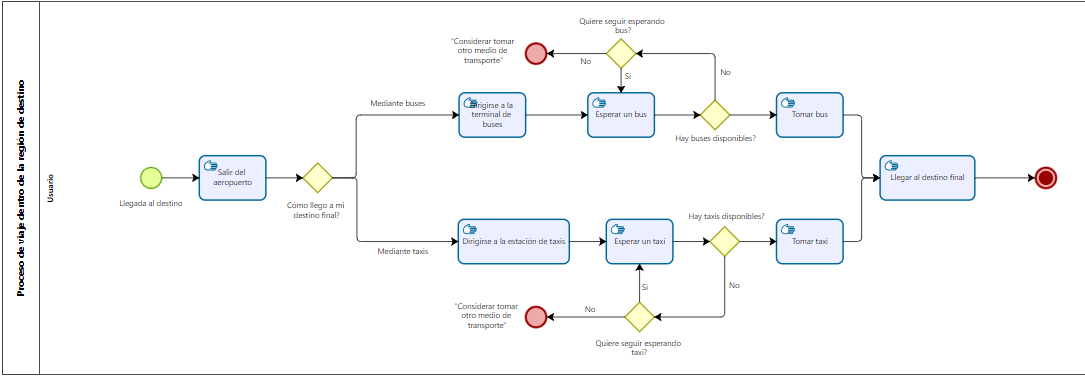 Proceso de viaje dentro de la region de destino
Usuario
Llegada al destino
Salir del
aeropuerto
Cómo llego a mi
destino final?
Mediante buses
Dirigirse a la
terminal de
buses
Esperar un bus
Quiere seguir esperando
bus?
No
"Considerar tomar
otro medio de
transporte"
Si
No
Hay buses disponibles?
Tomar bus
Mediante taxis
Dirigirse a la estación de taxis
Esperar un taxi
Hay taxis disponibles?
Tomar taxi
No
Si
Quiere seguir esperando
taxi?
No
"Considerar tomar
otro medio de
transporte"
Llegar al destino final